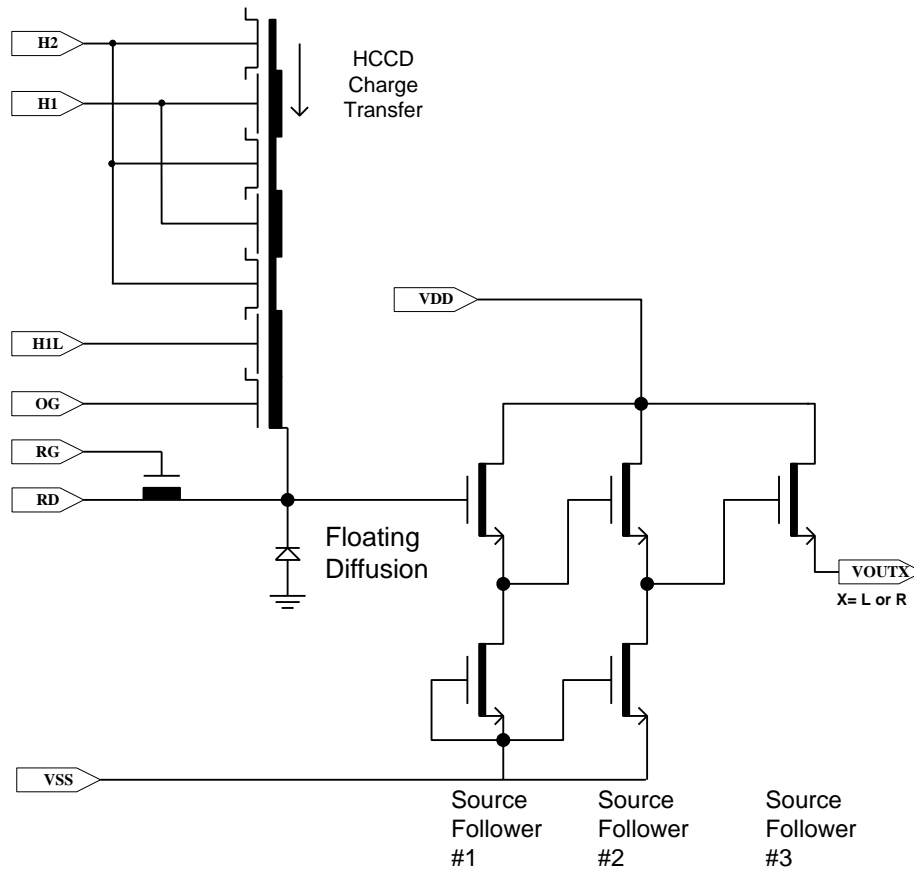 H2
HCCD
Charge
Transfer
H1
VDD
H1L
OG
RG
RD
Floating
Diffusion
VOUTX
X= L or R
VSS
Source
Follower
#1
Source
Follower
#2
Source
Follower
#3